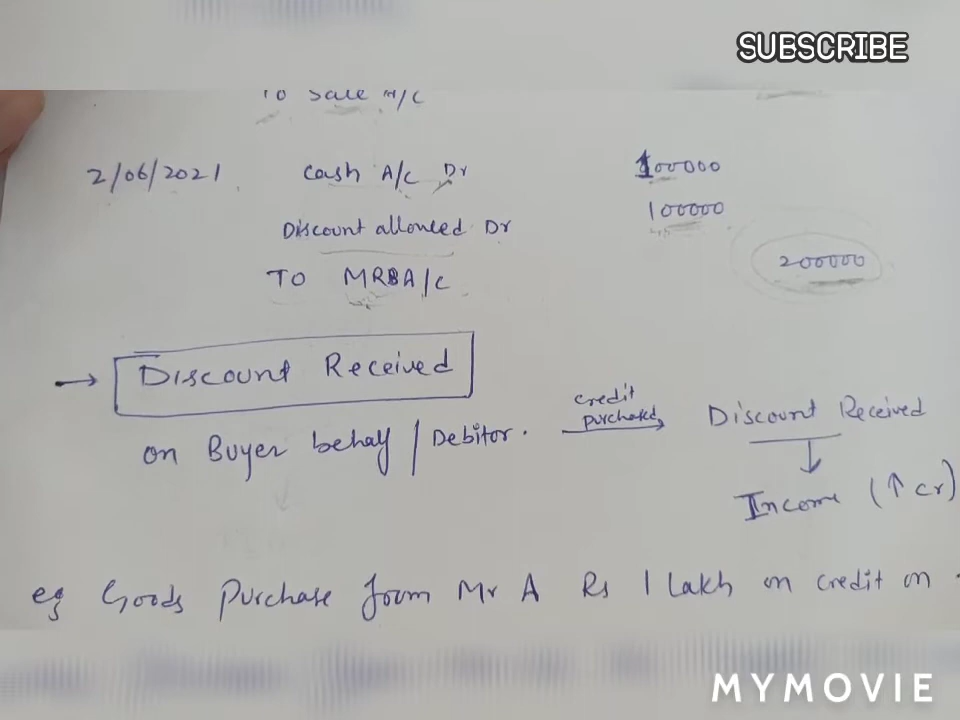 SUBSCRIBE
To Sale A/C
2/06/2021 Cash A/C Dr 100000
Discount allowed Dr 100000
To MRBA/C 200000
→ Discount Received
on Buyer behaf / Debitor. credit purchased → Discount Received
↓
Income (↑ cr)
eg Goods Purchase from Mr A Rs 1 Lakh on credit on
MYMOVIE